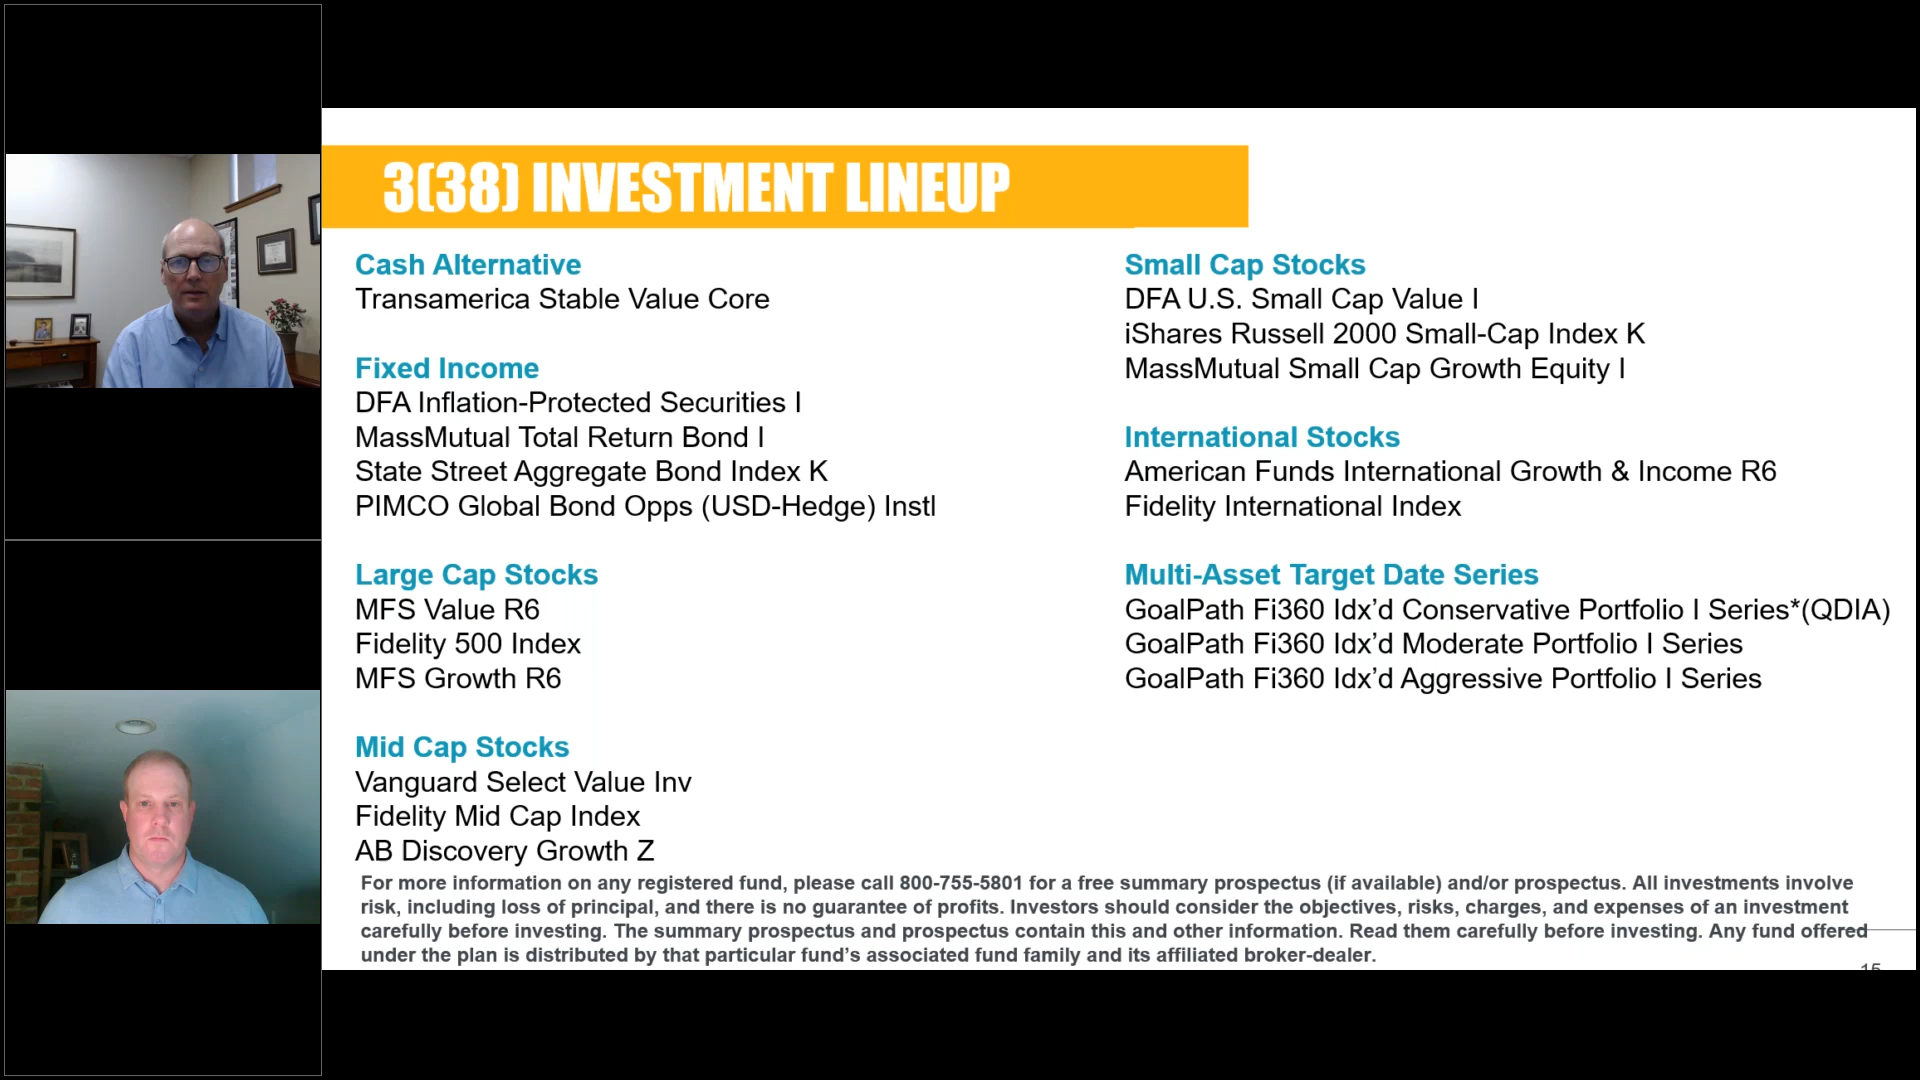 3(38) INVESTMENT LINEUP
Cash Alternative
Transamerica Stable Value Core
Fixed Income
DFA Inflation-Protected Securities I
MassMutual Total Return Bond I
State Street Aggregate Bond Index K
PIMCO Global Bond Opps (USD-Hedge) Instl
Large Cap Stocks
MFS Value R6
Fidelity 500 Index
MFS Growth R6
Mid Cap Stocks
Vanguard Select Value Inv
Fidelity Mid Cap Index
AB Discovery Growth Z
Small Cap Stocks
DFA U.S. Small Cap Value I
iShares Russell 2000 Small-Cap Index K
MassMutual Small Cap Growth Equity I
International Stocks
American Funds International Growth & Income R6
Fidelity International Index
Multi-Asset Target Date Series
GoalPath Fi360 Idx’d Conservative Portfolio I Series*(QDIA)
GoalPath Fi360 Idx’d Moderate Portfolio I Series
GoalPath Fi360 Idx’d Aggressive Portfolio I Series
For more information on any registered fund, please call 800-755-5801 for a free summary prospectus (if available) and/or prospectus. All investments involve
risk, including loss of principal, and there is no guarantee of profits. Investors should consider the objectives, risks, charges, and expenses of an investment
carefully before investing. The summary prospectus and prospectus contain this and other information. Read them carefully before investing. Any fund offered
under the plan is distributed by that particular fund’s associated fund family and its affiliated broker-dealer.
15